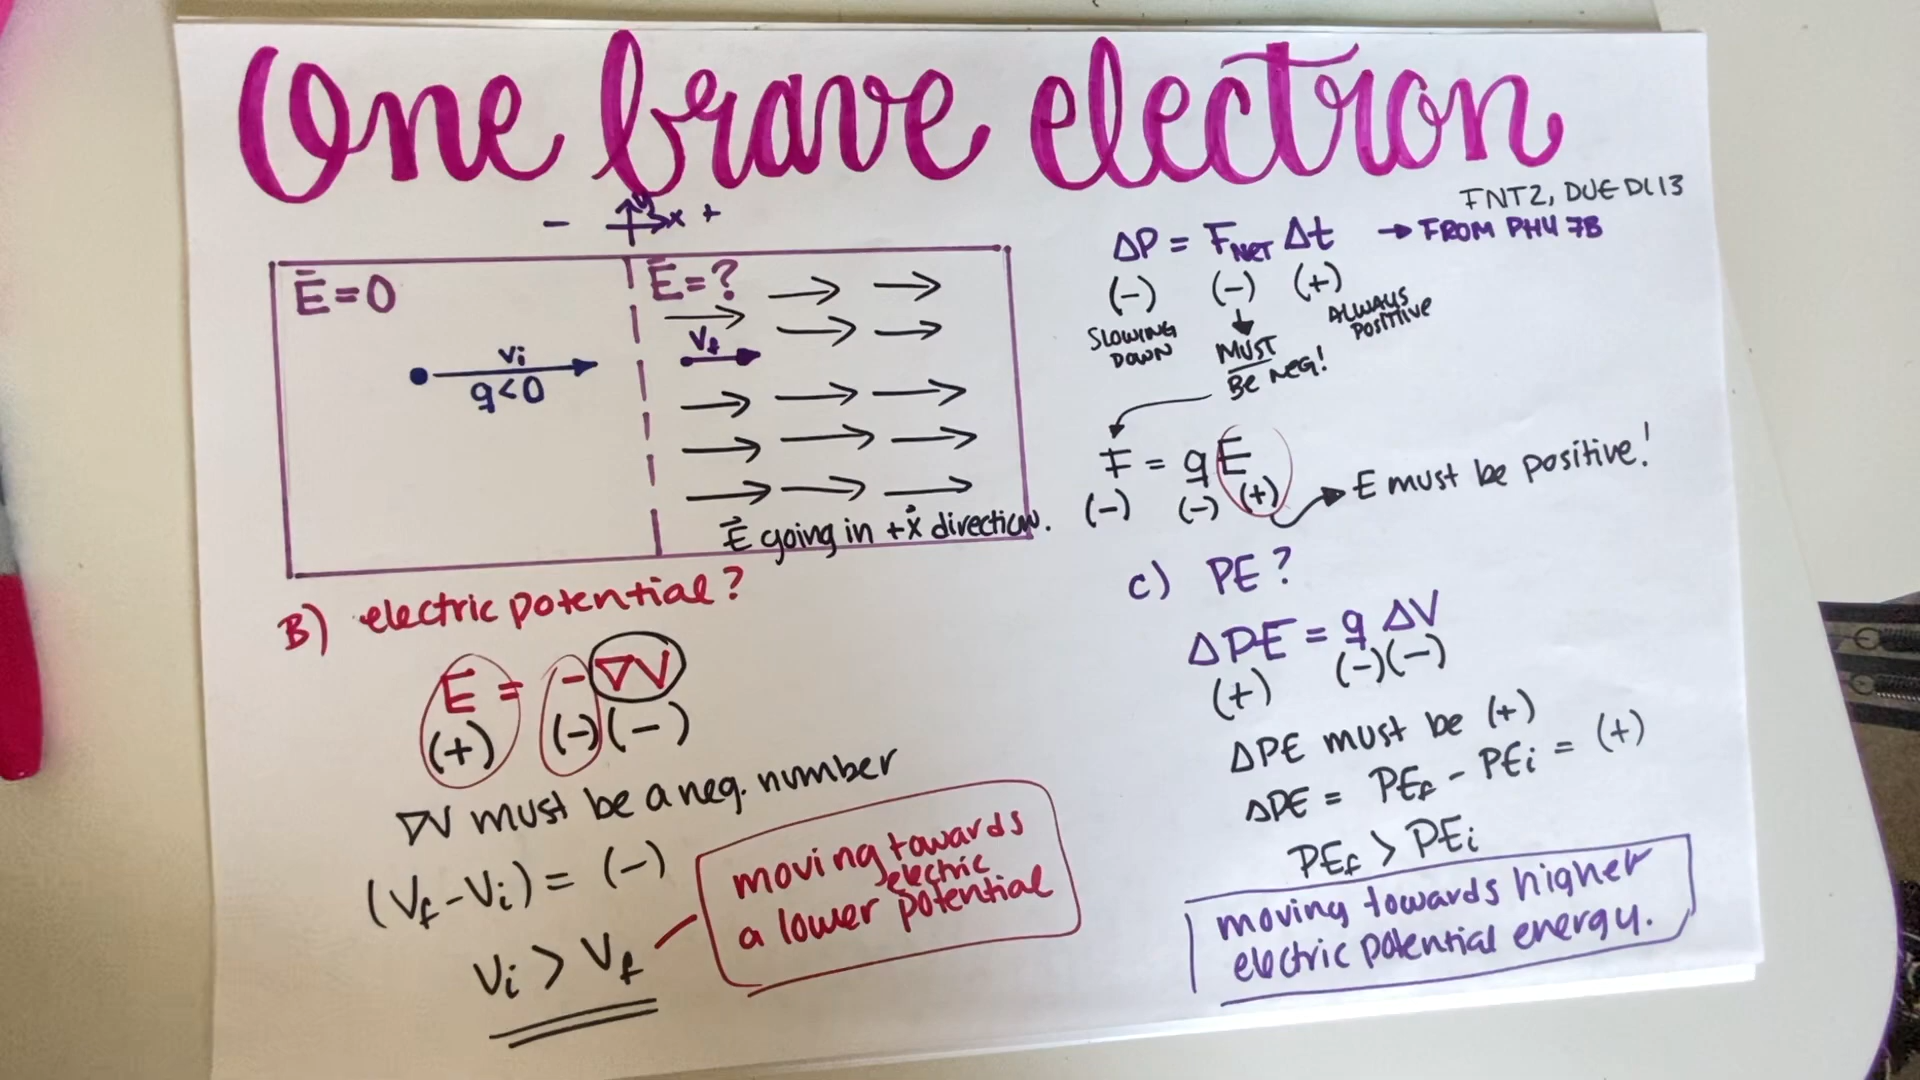 One brave electron
FNT2, DUE DL13
- y x +
E=0
vi
q<0
E=?
Vf
E going in +x direction.
ΔP = FNET Δt → FROM PHY 7B
(-) (-) (+)
SLOWING DOWN
MUST
BE NEG!
ALWAYS
POSITIVE
F = qE
(-) (-) (+)
E must be positive!
B) electric potential?
E = -∇V
(+) (-)(-)
∇V must be a neg. number
(Vf-Vi) = (-)
Vi > Vf
moving towards
electric
a lower potential
C) PE?
ΔPE = q ΔV
(+) (-)(-)
ΔPE must be (+)
ΔPE = PEf - PEi = (+)
PEf > PEi
moving towards higher
electric potential energy.